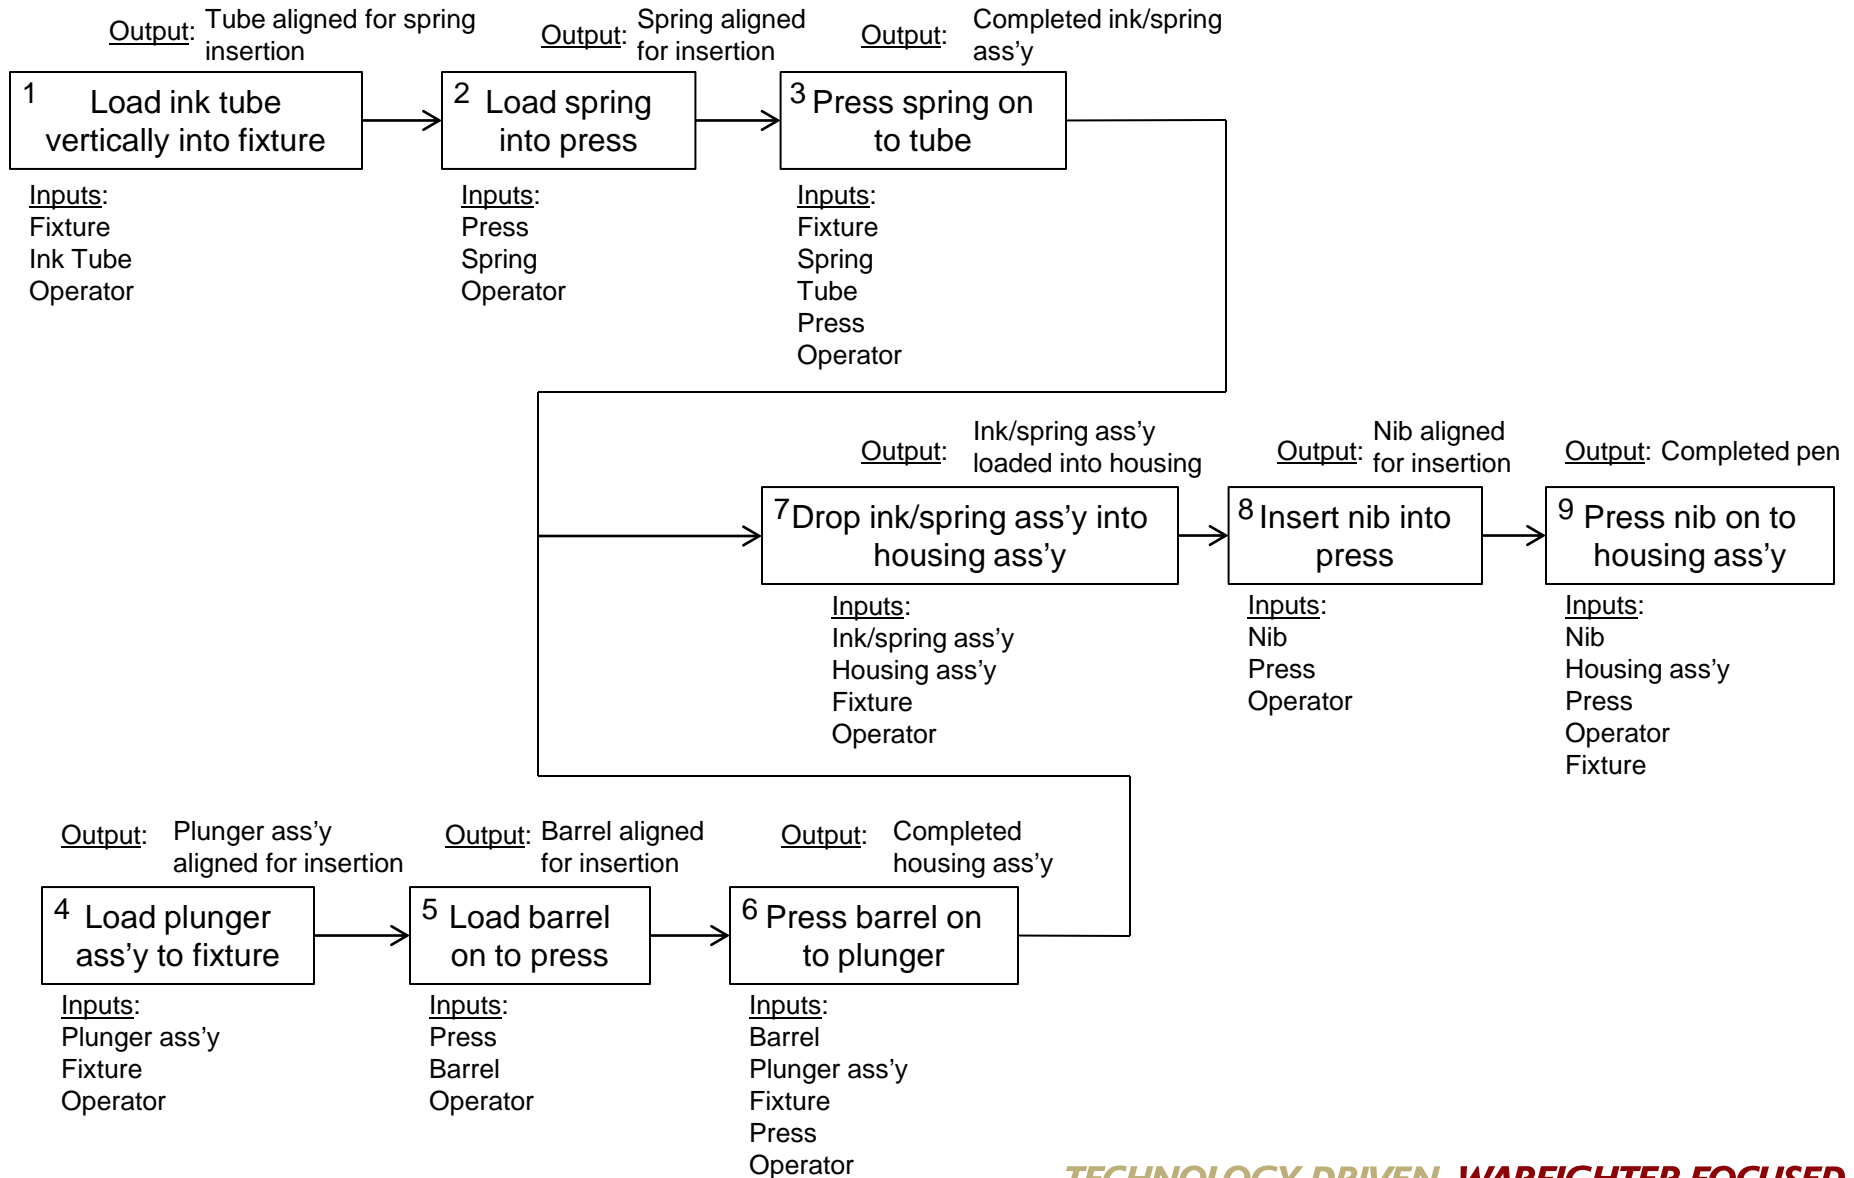 Output: Tube aligned for spring
insertion
1 Load ink tube
vertically into fixture
Inputs:
Fixture
Ink Tube
Operator
Output: Spring aligned
for insertion
2 Load spring
into press
Inputs:
Press
Spring
Operator
Output: Completed ink/spring
ass’y
3 Press spring on
to tube
Inputs:
Fixture
Spring
Tube
Press
Operator
Output: Ink/spring ass’y
loaded into housing
7 Drop ink/spring ass’y into
housing ass’y
Inputs:
Ink/spring ass’y
Housing ass’y
Fixture
Operator
Output: Nib aligned
for insertion
8 Insert nib into
press
Inputs:
Nib
Press
Operator
Output: Completed pen
9 Press nib on to
housing ass’y
Inputs:
Nib
Housing ass’y
Press
Operator
Fixture
Output: Plunger ass’y
aligned for insertion
4 Load plunger
ass’y to fixture
Inputs:
Plunger ass’y
Fixture
Operator
Output: Barrel aligned
for insertion
5 Load barrel
on to press
Inputs:
Press
Barrel
Operator
Output: Completed
housing ass’y
6 Press barrel on
to plunger
Inputs:
Barrel
Plunger ass’y
Fixture
Press
Operator
TECHNOLOGY DRIVEN. WARFIGHTER FOCUSED